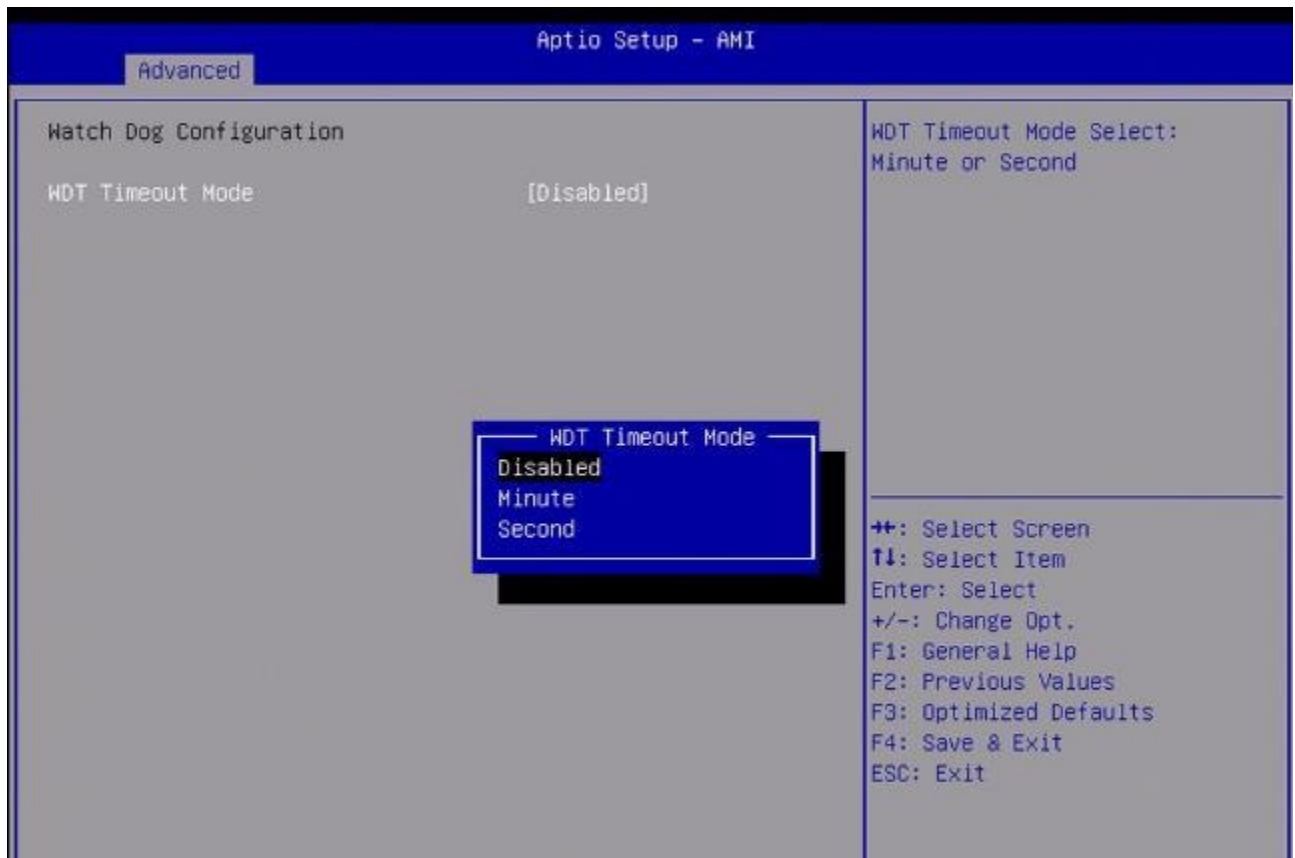 Aptio Setup - AMI
Advanced
Watch Dog Configuration
WDT Timeout Mode [Disabled]
WDT Timeout Mode Select:
Minute or Second
WDT Timeout Mode
Disabled
Minute
Second
→←: Select Screen
↑↓: Select Item
Enter: Select
+/-: Change Opt.
F1: General Help
F2: Previous Values
F3: Optimized Defaults
F4: Save & Exit
ESC: Exit